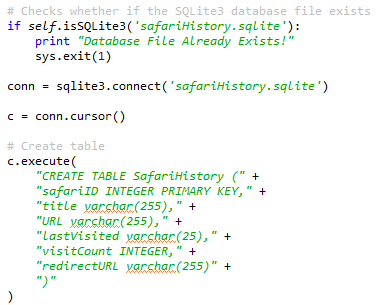 # Checks whether if the SQLite3 database file exists
if self.isSQLite3('safariHistory.sqlite'):
    print "Database File Already Exists!"
    sys.exit(1)
conn = sqlite3.connect('safariHistory.sqlite')
c = conn.cursor()
# Create table
c.execute(
    "CREATE TABLE SafariHistory (" +
    "safariID INTEGER PRIMARY KEY," +
    "title varchar(255)," +
    "URL varchar(255)," +
    "lastVisited varchar(25)," +
    "visitCount INTEGER," +
    "redirectURL varchar(255)" +
    ")"
)